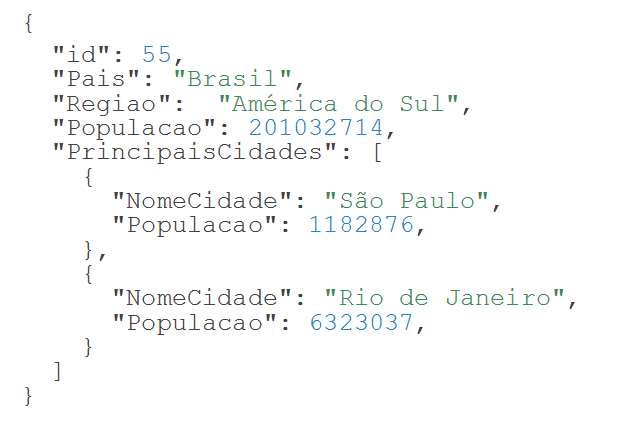 {
  "id": 55,
  "Pais": "Brasil",
  "Regiao":  "América do Sul",
  "Populacao": 201032714,
  "PrincipaisCidades": [
    {
      "NomeCidade": "São Paulo",
      "Populacao": 1182876,
    },
    {
      "NomeCidade": "Rio de Janeiro",
      "Populacao": 6323037,
    }
  ]
}